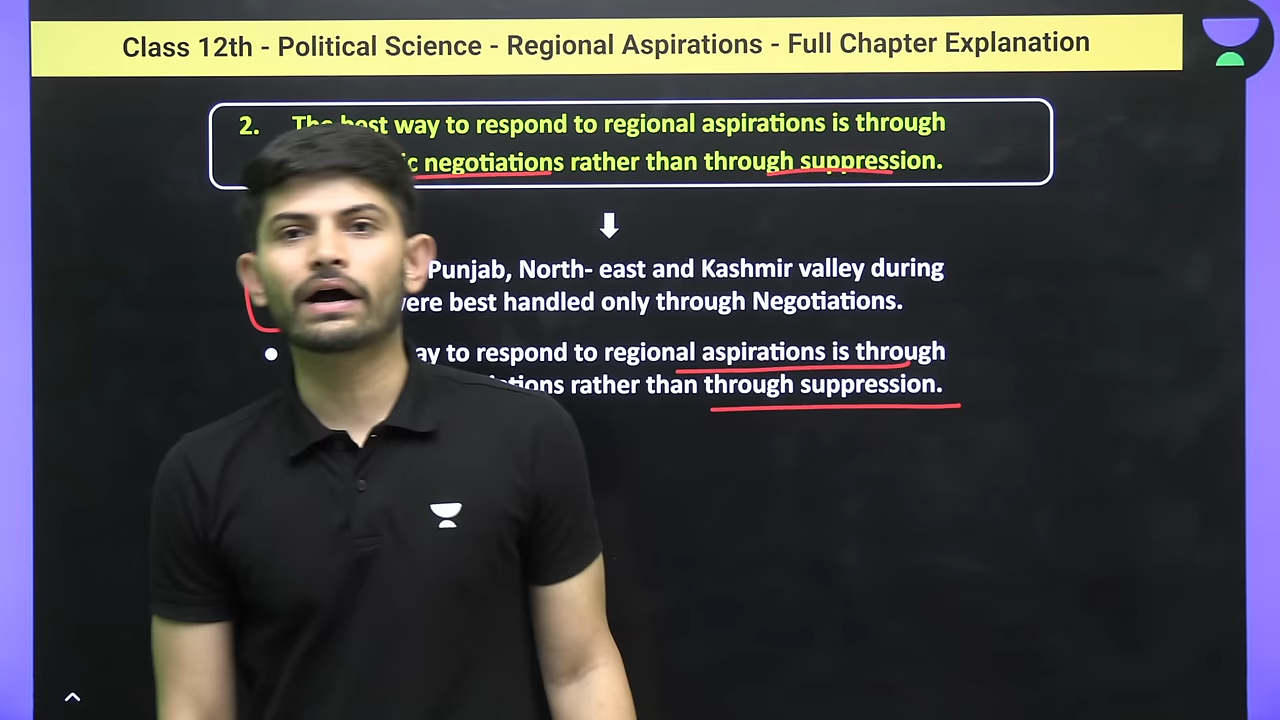 Class 12th - Political Science - Regional Aspirations - Full Chapter Explanation
2. The best way to respond to regional aspirations is through
negotiations rather than through suppression.
Punjab, North- east and Kashmir valley during
best handled only through Negotiations.
to respond to regional aspirations is through
rather than through suppression.